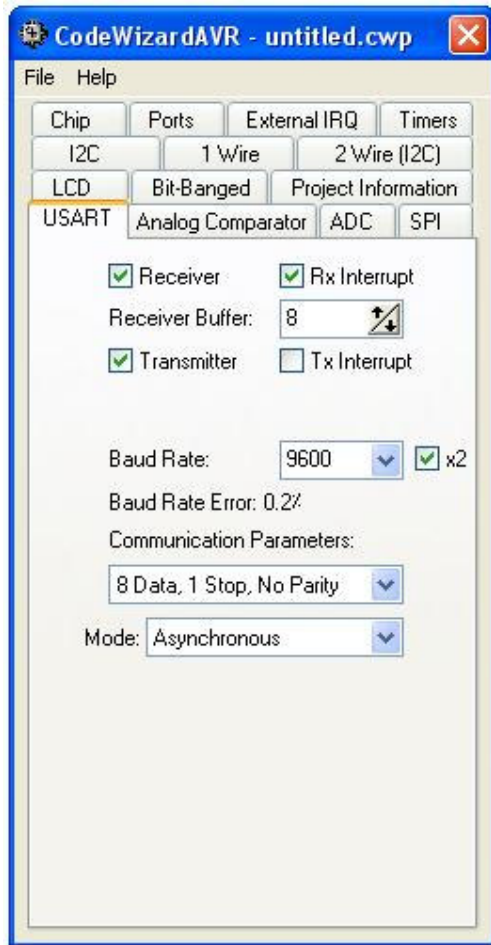 CodeWizardAVR - untitled.cwp
File Help
Chip Ports External IRQ Timers
I2C 1 Wire 2 Wire (I2C)
LCD Bit-Banged Project Information
USART Analog Comparator ADC SPI
Receiver Rx Interrupt
Receiver Buffer: 8
Transmitter Tx Interrupt
Baud Rate: 9600 x2
Baud Rate Error: 0.2%
Communication Parameters:
8 Data, 1 Stop, No Parity
Mode: Asynchronous